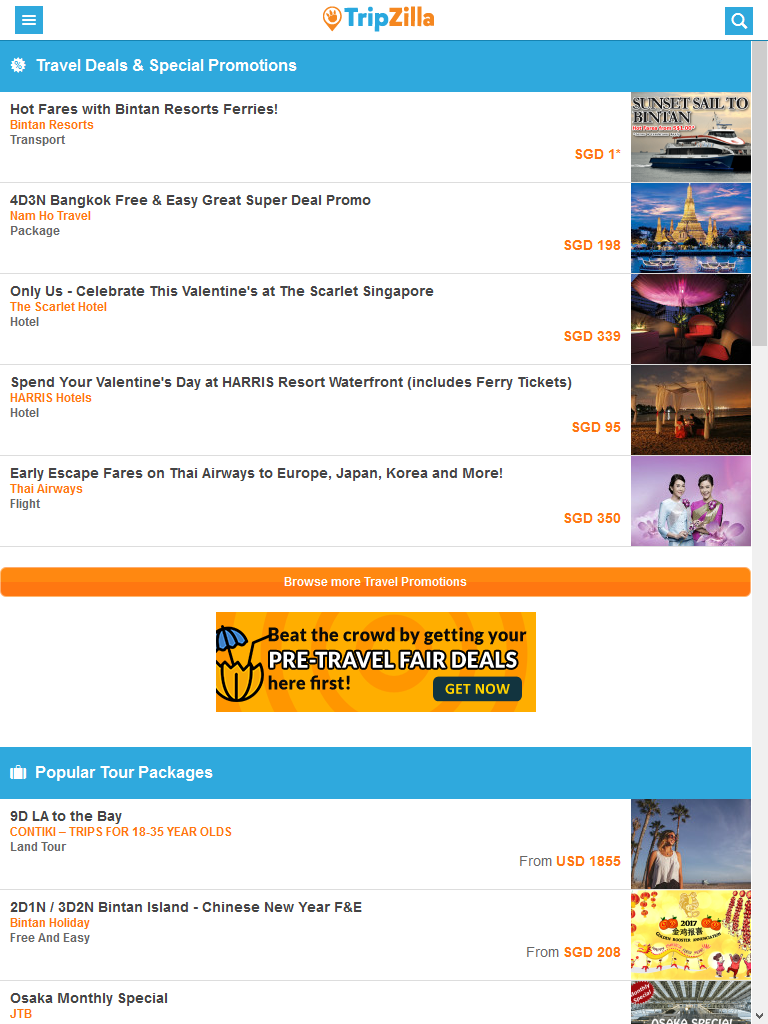 TripZilla
Travel Deals & Special Promotions
Hot Fares with Bintan Resorts Ferries!
Bintan Resorts
Transport
SGD 1*
SUNSET SAIL TO
BINTAN
4D3N Bangkok Free & Easy Great Super Deal Promo
Nam Ho Travel
Package
SGD 198
Only Us - Celebrate This Valentine's at The Scarlet Singapore
The Scarlet Hotel
Hotel
SGD 339
Spend Your Valentine's Day at HARRIS Resort Waterfront (includes Ferry Tickets)
HARRIS Hotels
Hotel
SGD 95
Early Escape Fares on Thai Airways to Europe, Japan, Korea and More!
Thai Airways
Flight
SGD 350
Browse more Travel Promotions
Beat the crowd by getting your
PRE-TRAVEL FAIR DEALS
here first!
GET NOW
Popular Tour Packages
9D LA to the Bay
CONTIKI – TRIPS FOR 18-35 YEAR OLDS
Land Tour
From USD 1855
2D1N / 3D2N Bintan Island - Chinese New Year F&E
Bintan Holiday
Free And Easy
From SGD 208
2017
金鸡报喜
GOLDEN ROOSTER ANNUNCIATION
Osaka Monthly Special
JTB
Monthly
Special
OSAKA SPECIAL